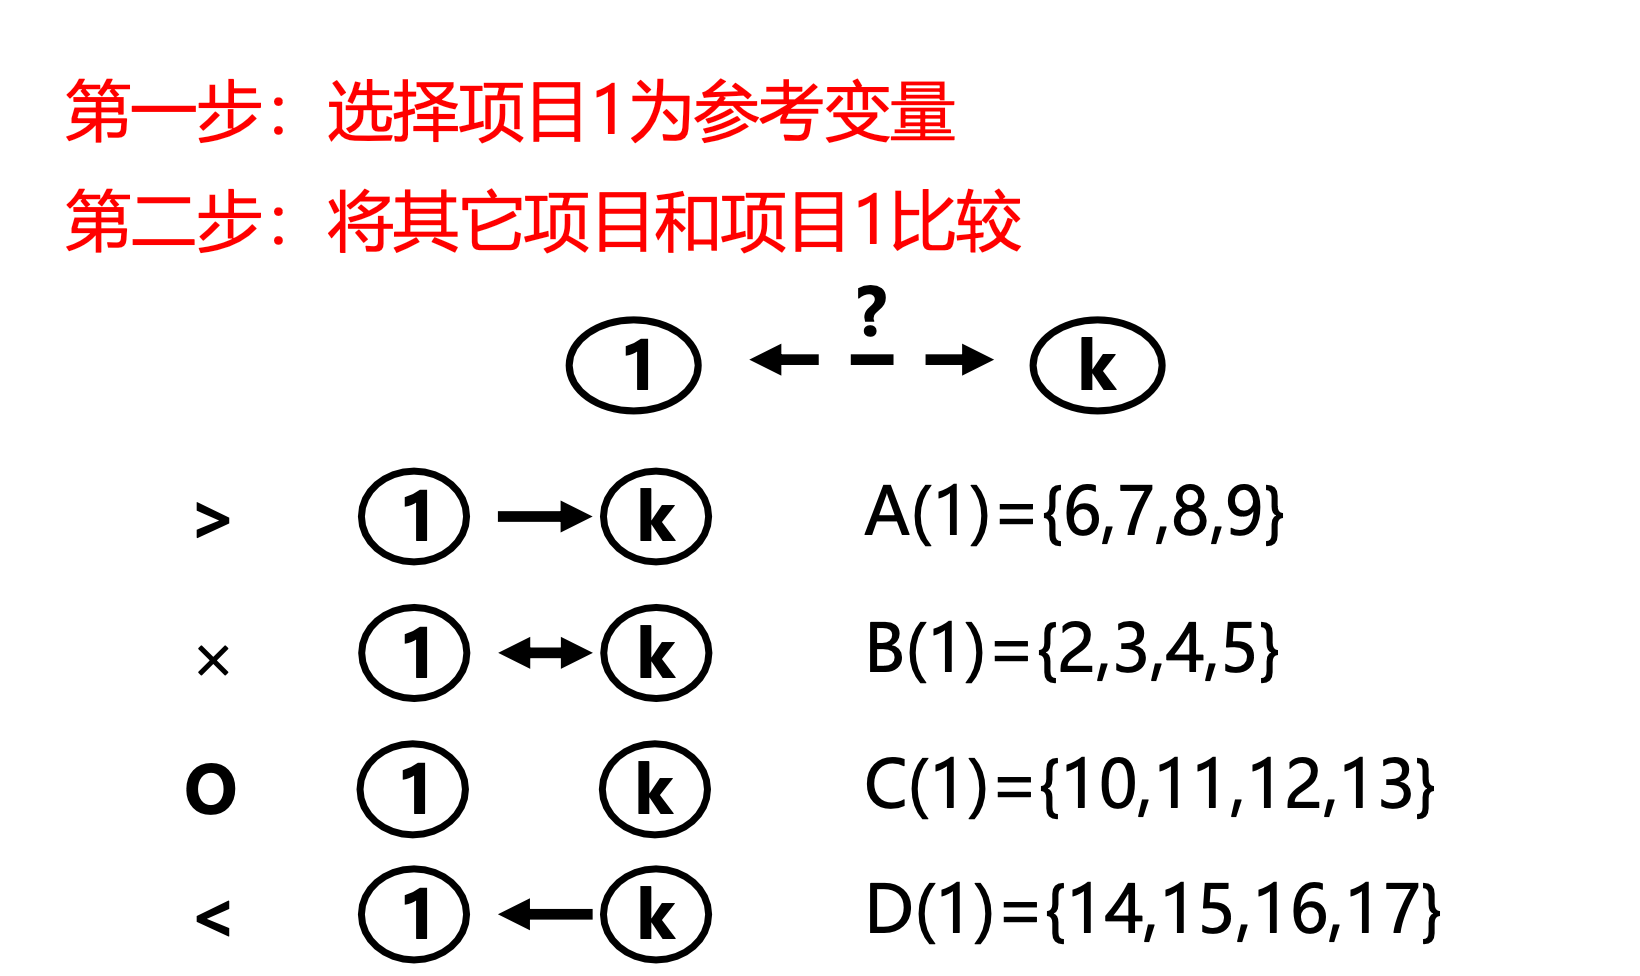 第一步：选择项目1为参考变量
第二步：将其它项目和项目1比较
?
1 k
> 1 k A(1)={6,7,8,9}
× 1 k B(1)={2,3,4,5}
O 1 k C(1)={10,11,12,13}
< 1 k D(1)={14,15,16,17}